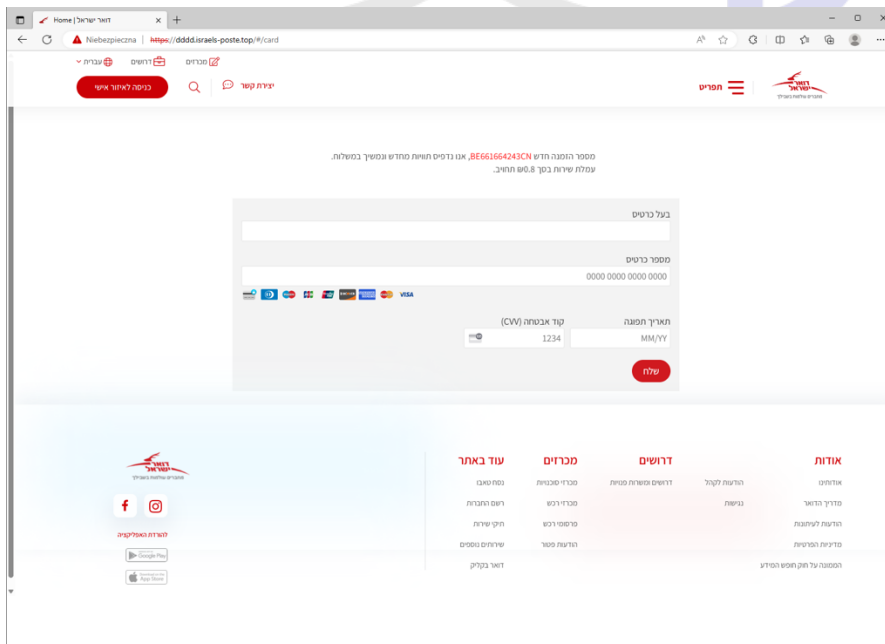 Home | דואר ישראל
Niebezpieczna | https://dddd.israels-poste.top/#/card
מכרזים
דרושים
עברית
תפריט
יצירת קשר
כניסה לאיזור אישי
דואר ישראל
מספר הזמנה חדש BE661664243CN, אנו נדפיס תוויות מחדש ונמשיך במשלוח.
עמלת שירות בסך 0.8₪ תחויב.
בעל כרטיס
מספר כרטיס
0000 0000 0000 0000
VISA
תאריך תפוגה
קוד אבטחה (CVV)
MM/YY
1234
שלח
אודות
דרושים
מכרזים
עוד באתר
אודותינו
הודעות לקהל
דרושים ומשרות פנויות
מכרזי סוכנויות
נסח טאבו
מדריך הדואר
נגישות
מכרזי רכש
רשם החברות
הודעות לעיתונות
פרסומי רכש
תיקי שירות
מדיניות הפרטיות
הודעות פטור
שירותים נוספים
הממונה על חוק חופש המידע
דואר בקליק
דואר ישראל
להורדת האפליקציה
Google Play
App Store